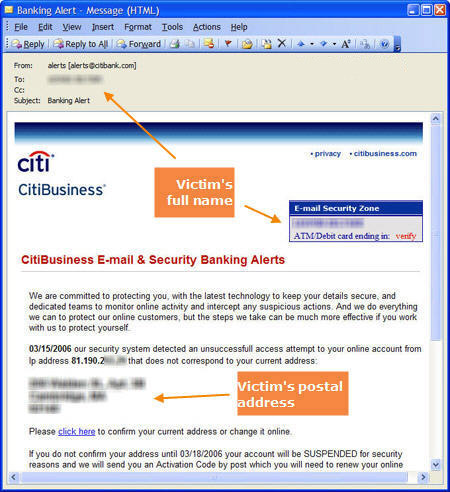 Banking Alert - Message (HTML)
File Edit View Insert Format Tools Actions Help
Reply Reply to All Forward
From: alerts [alerts@citibank.com]
To:
Cc:
Subject: Banking Alert
citi
CitiBusiness®
• privacy • citibusiness.com
Victim's
full name
E-mail Security Zone
ATM/Debit card ending in: verify
CitiBusiness E-mail & Security Banking Alerts
We are committed to protecting you, with the latest technology to keep your details secure, and
dedicated teams to monitor online activity and intercept any suspicious actions. And we do everything
we can to protect our online customers, but the steps we take can be much more effective if you work
with us to protect yourself.
03/15/2006 our security system detected an unsuccessful access attempt to your online account from
Ip address 81.190.2 that does not correspond to your current address:
Victim's postal
address
Please click here to confirm your current address or change it online.
If you do not confirm your address until 03/18/2006 your account will be SUSPENDED for security
reasons and we will send you an Activation Code by post which you will need to renew your online